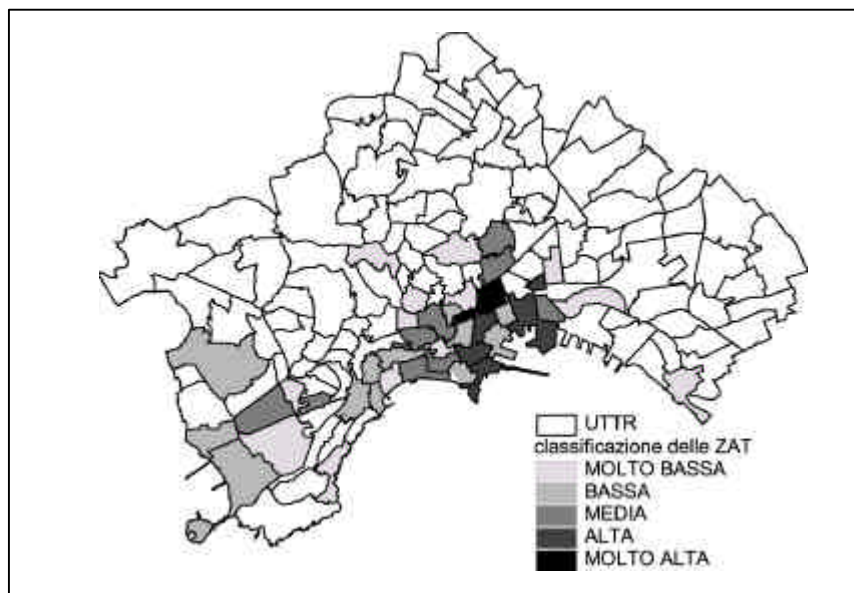 UTTR
classificazione delle ZAT
MOLTO BASSA
BASSA
MEDIA
ALTA
MOLTO ALTA